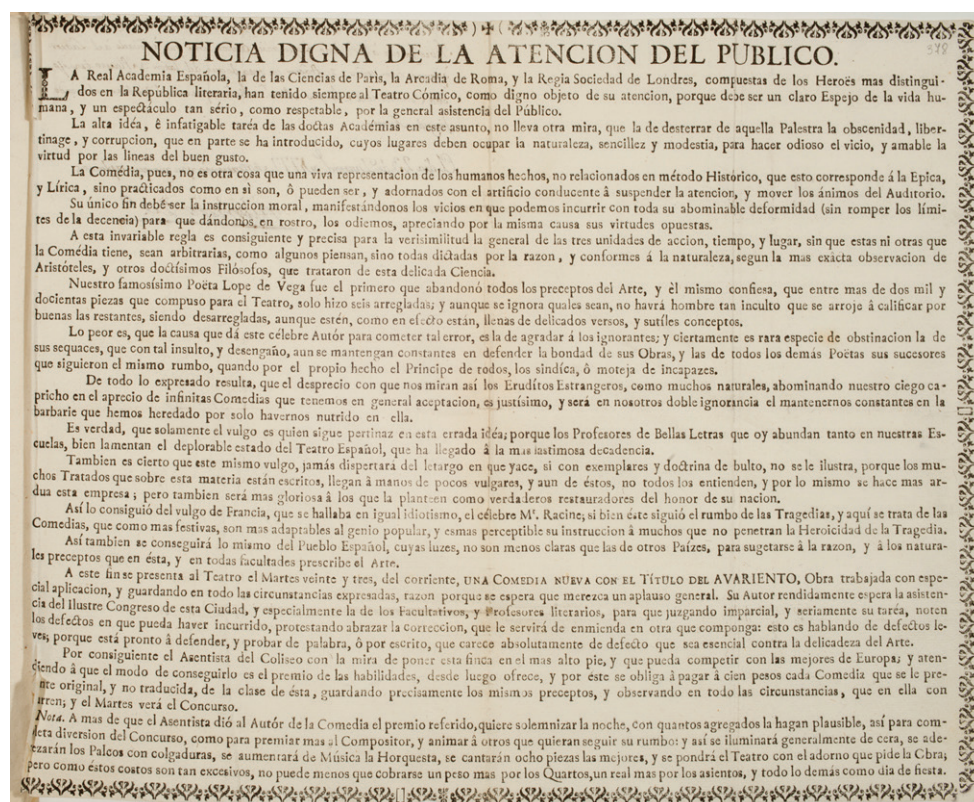 NOTICIA DIGNA DE LA ATENCION DEL PUBLICO.
378
LA Real Academia Española, la de las Ciencias de Paris, la Arcadia de Roma, y la Regia Sociedad de Londres, compuestas de los Heroës mas distingui-
dos en la República literaria, han tenido siempre al Teatro Cómico, como digno objeto de su atencion, porque debe ser un claro Espejo de la vida hu-
mana, y un espectáculo tan sério, como respetable, por la general asistencia del Público.
La alta idéa, é infatigable taréa de las doctas Académias en este asunto, no lleva otra mira, que la de desterrar de aquella Palestra la obscenidad, liber-
tinage, y corrupcion, que en parte se ha introducido, cuyos lugares deben ocupar la naturaleza, sencillez y modestia, para hacer odioso el vicio, y amable la
virtud por las lineas del buen gusto.
La Comédia, pues, no es otra cosa que una viva representacion de los humanos hechos, no relacionados en método Histórico, que esto corresponde á la Epica,
y Lírica, sino practicados como en sì son, ô pueden ser, y adornados con el artificio conducente â suspender la atencion, y mover los ánimos del Auditorio.
Su único fin debé ser la instruccion moral, manifestándonos los vicios en que podemos incurrir con toda su abominable deformidad (sin romper los lími-
tes de la decencia) para que dándonos en rostro, los odiemos, apreciando por la misma causa sus virtudes opuestas.
A esta invariable regla es consiguiente y precisa para la verisimilitud la general de las tres unidades de accion, tiempo, y lugar, sin que estas ni otras que
la Comédia tiene, sean arbitrarias, como algunos piensan, sino todas dictadas por la razon, y conformes á la naturaleza, segun la mas exàcta observacion de
Aristóteles, y otros doctísimos Filósofos, que trataron de esta delicada Ciencia.
Nuestro famosísimo Poëta Lope de Vega fue el primero que abandonó todos los preceptos del Arte, y él mismo confiesa, que entre mas de dos mil y
docientas piezas que compuso para el Teatro, solo hizo seis arregladas; y aunque se ignora quales sean, no havrá hombre tan inculto que se arroje â calificar por
buenas las restantes, siendo desarregladas, aunque estén, como en efecto están, llenas de delicados versos, y sutíles conceptos.
Lo peor es, que la causa que dá este célebre Autór para cometer tal error, es la de agradar á los ignorantes; y ciertamente es rara especie de obstinacion la de
sus sequaces, que con tal insulto, y desengaño, aun se mantengan constantes en defender la bondad de sus Obras, y las de todos los demás Poëtas sus sucesores
que siguieron el mismo rumbo, quando por el propio hecho el Principe de todos, los sindíca, ô moteja de incapazes.
De todo lo expresado resulta, que el desprecio con que nos miran así los Erudítos Estrangeros, como muchos naturales, abominando nuestro ciego ca-
pricho en el aprecio de infinitas Comedias que tenemos en general aceptacion, es justísimo, y será en nosotros doble ignorancia el mantenernos constantes en la
barbarie que hemos heredado por solo havernos nutrido en ella.
Es verdad, que solamente el vulgo es quien sigue pertinaz en esta errada idéa; porque los Profesores de Bellas Letras que oy abundan tanto en nuestras Es-
cuelas, bien lamentan el deplorable estado del Teatro Español, que ha llegado â la mas lastimosa decadencia.
Tambien es cierto que este mismo vulgo, jamás dispertará del letargo en que yace, si con exemplares y doctrina de bulto, no se le ilustra, porque los mu-
chos Tratados que sobre esta materia están escritos, llegan á manos de pocos vulgares, y aun de éstos, no todos los entienden, y por lo mismo se hace mas ar-
dua esta empresa; pero tambien será mas gloriosa â los que la planteen como verdaderos restauradores del honor de su nacion.
Así lo consiguió del vulgo de Francia, que se hallaba en igual idiotismo, el célebre Mr. Racine; si bien éste siguió el rumbo de las Tragedias, y aquí se trata de las
Comedias, que como mas festivas, son mas adaptables al genio popular, y es mas perceptible su instruccion â muchos que no penetran la Heroicidad de la Tragedia.
Así tambien se conseguirá lo mismo del Pueblo Español, cuyas luzes, no son menos claras que las de otros Paízes, para sugetarse â la razon, y â los natura-
les preceptos que en ésta, y en todas facultades prescribe el Arte.
A este fin se presenta al Teatro el Martes veinte y tres, del corriente, UNA COMEDIA NUEVA CON EL TÍTULO DEL AVARIENTO, Obra trabajada con espe-
cial aplicacion, y guardando en todo las circunstancias expresadas, razon porque se espera que merezca un aplauso general. Su Autor rendidamente espera la asisten-
cia del Ilustre Congreso de esta Ciudad, y especialmente la de los Facultativos, y Profesores literarios, para que juzgando imparcial, y seriamente su taréa, noten
los defectos en que pueda haver incurrido, protestando abrazar la correccion, que le servirá de enmienda en otra que componga: esto es hablando de defectos le-
ves; porque está pronto â defender, y probar de palabra, ô por escrito, que carece absolutamente de defecto que sea esencial contra la delicadeza del Arte.
Por consiguiente el Asentista del Coliseo con la mira de poner esta finca en el mas alto pie, y que pueda competir con las mejores de Europa; y aten-
diendo â que el modo de conseguirlo es el premio de las habilidades, desde luego ofrece, y por éste se obliga â pagar â cien pesos cada Comedia que se le pre-
nte original, y no traducida, de la clase de ésta, guardando precisamente los mismos preceptos, y observando en todo las circunstancias, que en ella con
urren; y el Martes verá el Concurso.
Nota. A mas de que el Asentista dió al Autór de la Comedia el premio referido, quiere solemnizar la noche, con quantos agregados la hagan plausible, así para com-
leta diversion del Concurso, como para premiar mas al Compositor, y animar â otros que quieran seguir su rumbo: y así se iluminará generalmente de cera, se ade-
ezarán los Palcos con colgaduras, se aumentará de Música la Horquesta, se cantarán ocho piezas las mejores, y se pondrá el Teatro con el adorno que pide la Obra;
pero como éstos costos son tan excesivos, no puede menos que cobrarse un peso mas por los Quartos, un real mas por los asientos, y todo lo demás como dia de fiesta.